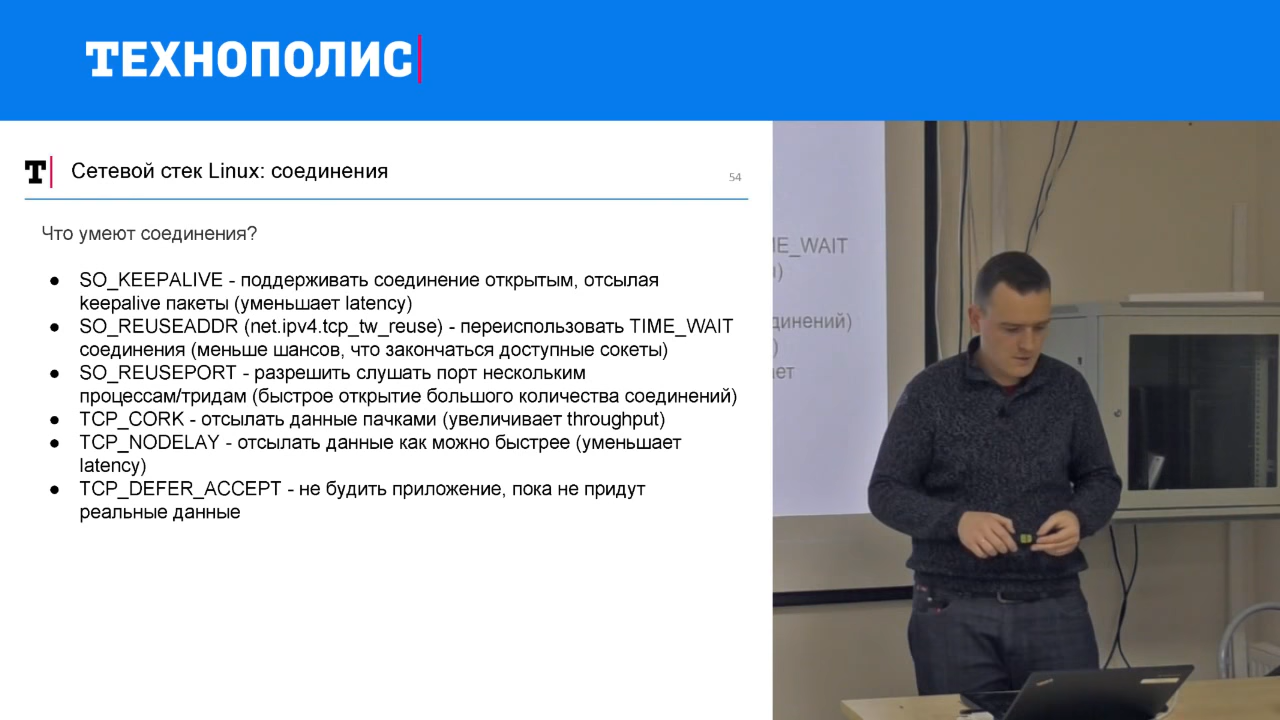 ТЕХНОПОЛИС
Т Сетевой стек Linux: соединения
54
Что умеют соединения?
● SO_KEEPALIVE - поддерживать соединение открытым, отсылая
keepalive пакеты (уменьшает latency)
● SO_REUSEADDR (net.ipv4.tcp_tw_reuse) - переиспользовать TIME_WAIT
соединения (меньше шансов, что закончаться доступные сокеты)
● SO_REUSEPORT - разрешить слушать порт нескольким
процессам/тридам (быстрое открытие большого количества соединений)
● TCP_CORK - отсылать данные пачками (увеличивает throughput)
● TCP_NODELAY - отсылать данные как можно быстрее (уменьшает
latency)
● TCP_DEFER_ACCEPT - не будить приложение, пока не придут
реальные данные